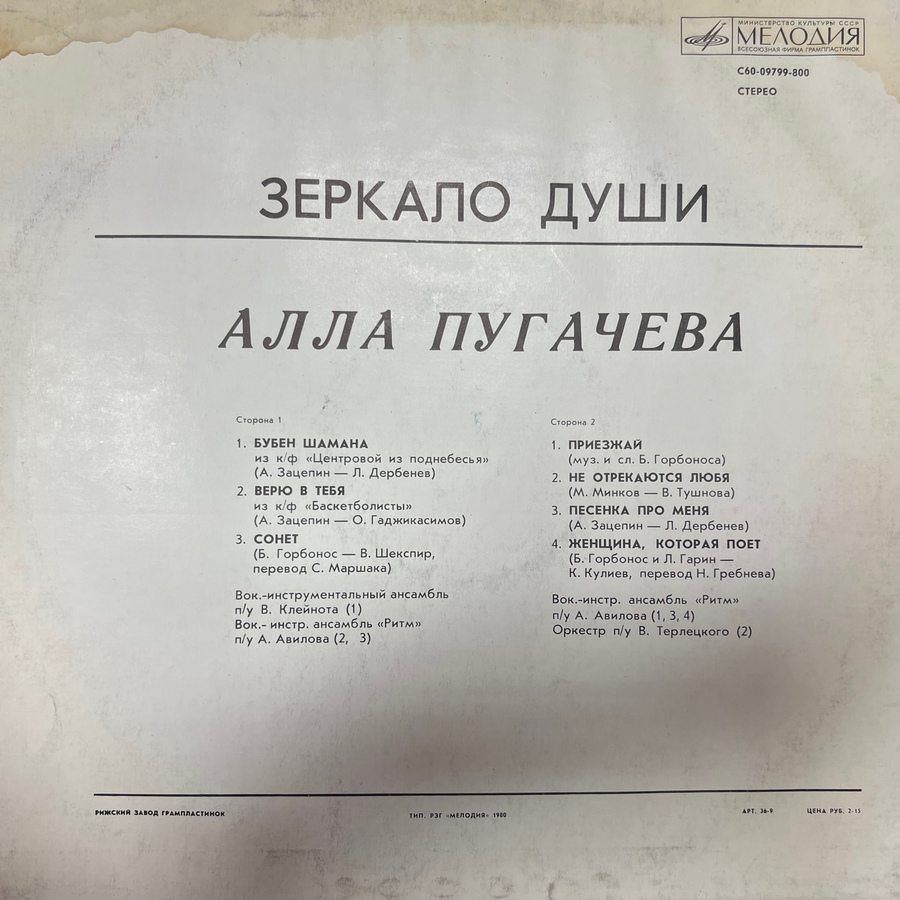 МИНИСТЕРСТВО КУЛЬТУРЫ СССР
МЕЛОДИЯ
ВСЕСОЮЗНАЯ ФИРМА ГРАМПЛАСТИНОК
С60-09799-800
СТЕРЕО
ЗЕРКАЛО ДУШИ
АЛЛА ПУГАЧЕВА
Сторона 1
1. БУБЕН ШАМАНА
из к/ф «Центровой из поднебесья»
(А. Зацепин — Л. Дербенев)
2. ВЕРЮ В ТЕБЯ
из к/ф «Баскетболисты»
(А. Зацепин — О. Гаджикасимов)
3. СОНЕТ
(Б. Горбонос — В. Шекспир,
перевод С. Маршака)
Вок.-инструментальный ансамбль
п/у В. Клейнота (1)
Вок.- инстр. ансамбль «Ритм»
п/у А. Авилова (2, 3)
Сторона 2
1. ПРИЕЗЖАЙ
(муз. и сл. Б. Горбоноса)
2. НЕ ОТРЕКАЮТСЯ ЛЮБЯ
(М. Минков — В. Тушнова)
3. ПЕСЕНКА ПРО МЕНЯ
(А. Зацепин — Л. Дербенев)
4. ЖЕНЩИНА, КОТОРАЯ ПОЕТ
(Б. Горбонос и Л. Гарин —
К. Кулиев, перевод Н. Гребнева)
Вок.-инстр. ансамбль «Ритм»
п/у А. Авилова (1, 3, 4)
Оркестр п/у В. Терлецкого (2)
РИЖСКИЙ ЗАВОД ГРАМПЛАСТИНОК
ТИП. РЗГ «МЕЛОДИЯ» 1980
АРТ. 36-9
ЦЕНА РУБ. 2-15